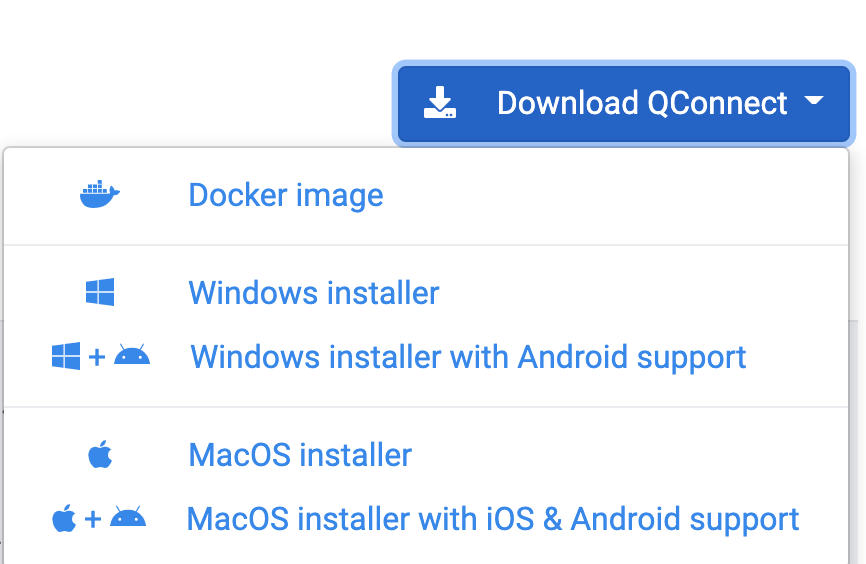 Download QConnect
Docker image
Windows installer
+ Windows installer with Android support
MacOS installer
+ MacOS installer with iOS & Android support